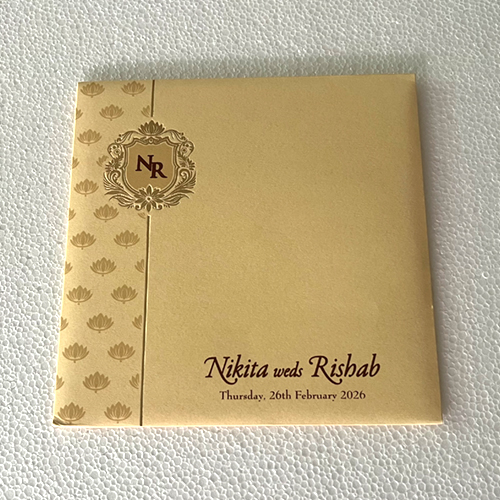 NR
Nikita weds Rishab
Thursday, 26th February 2026